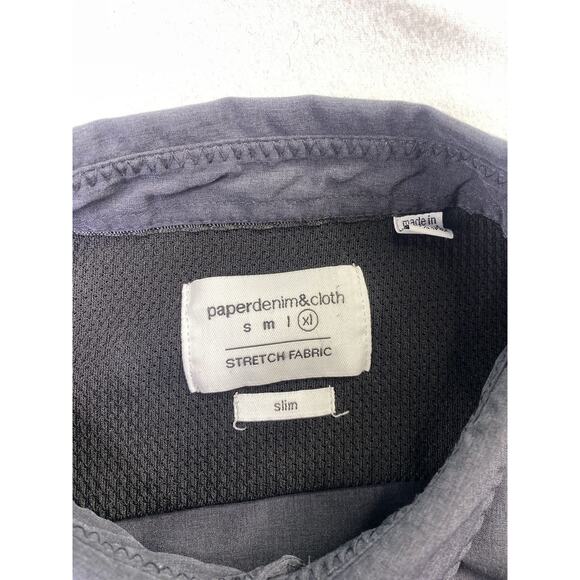 made in
paperdenim&cloth
s m l xl
STRETCH FABRIC
slim